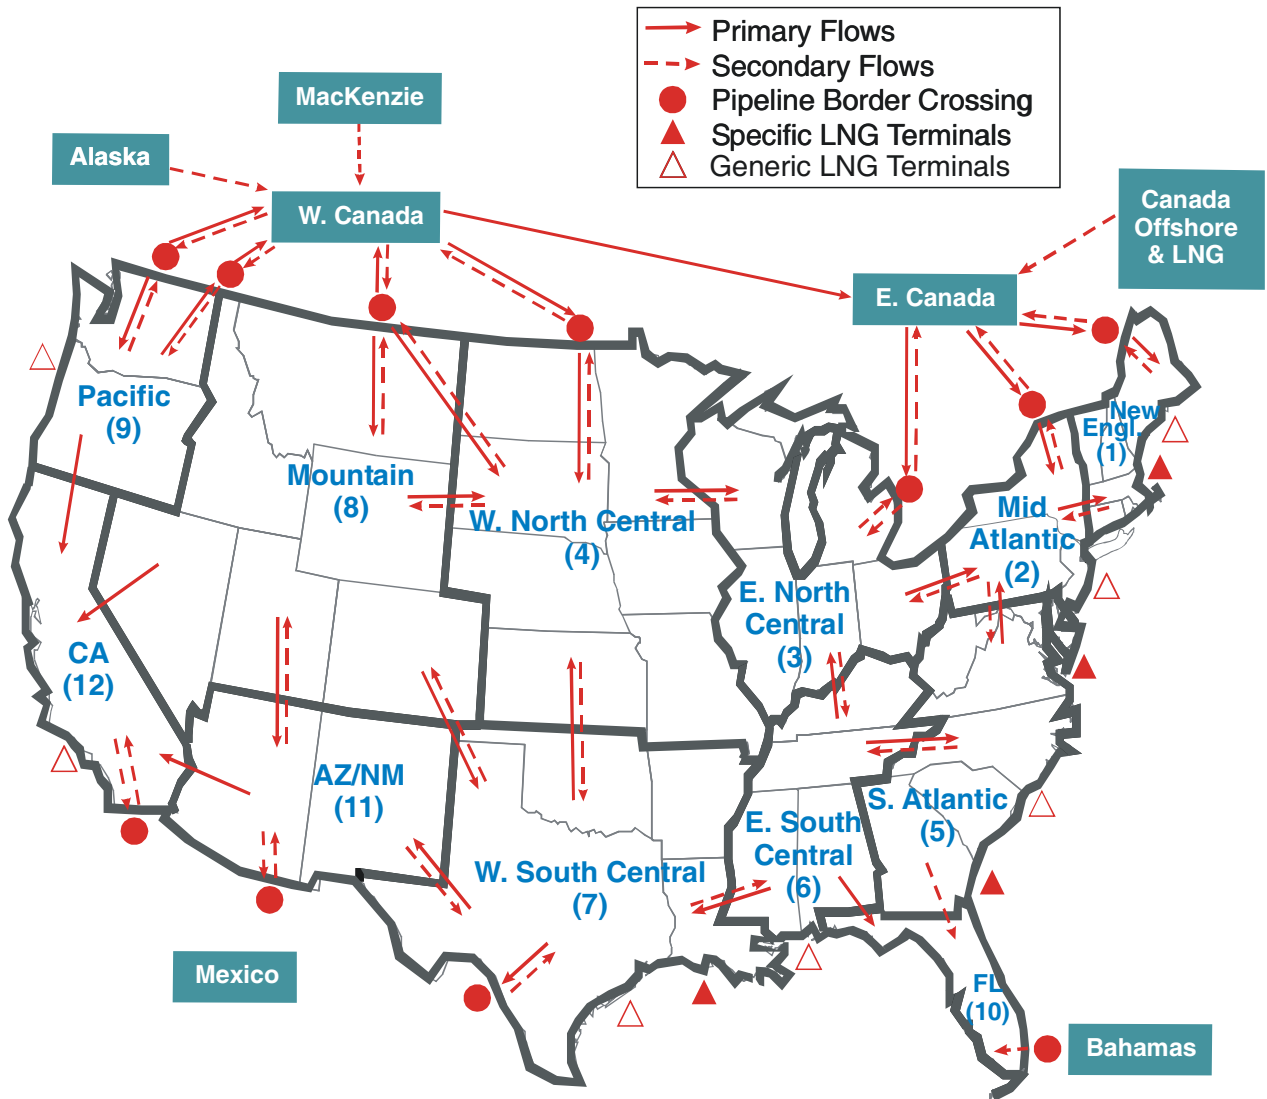 Primary Flows
Secondary Flows
Pipeline Border Crossing
Specific LNG Terminals
Generic LNG Terminals
MacKenzie
Alaska
W. Canada
Canada
Offshore
& LNG
E. Canada
Pacific
(9)
New
Engl.
(1)
Mountain
(8)
W. North Central
(4)
Mid
Atlantic
(2)
E. North
Central
(3)
CA
(12)
AZ/NM
(11)
S. Atlantic
(5)
E. South
Central
(6)
W. South Central
(7)
Mexico
FL
(10)
Bahamas